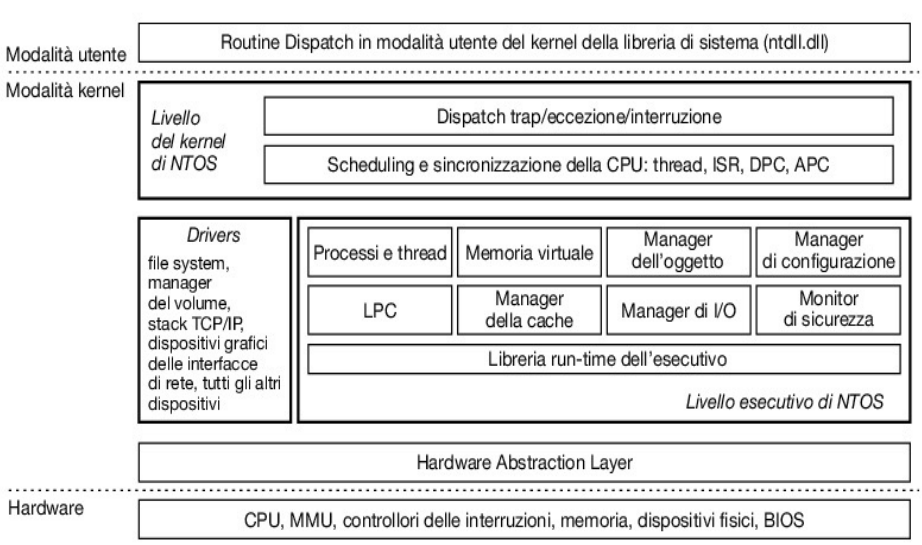 Modalità utente
Routine Dispatch in modalità utente del kernel della libreria di sistema (ntdll.dll)
Modalità kernel
Livello
del kernel
di NTOS
Dispatch trap/eccezione/interruzione
Scheduling e sincronizzazione della CPU: thread, ISR, DPC, APC
Drivers
file system,
manager
del volume,
stack TCP/IP,
dispositivi grafici
delle interfacce
di rete, tutti gli altri
dispositivi
Processi e thread
Memoria virtuale
Manager
dell'oggetto
Manager
di configurazione
LPC
Manager
della cache
Manager di I/O
Monitor
di sicurezza
Libreria run-time dell'esecutivo
Livello esecutivo di NTOS
Hardware Abstraction Layer
Hardware
CPU, MMU, controllori delle interruzioni, memoria, dispositivi fisici, BIOS